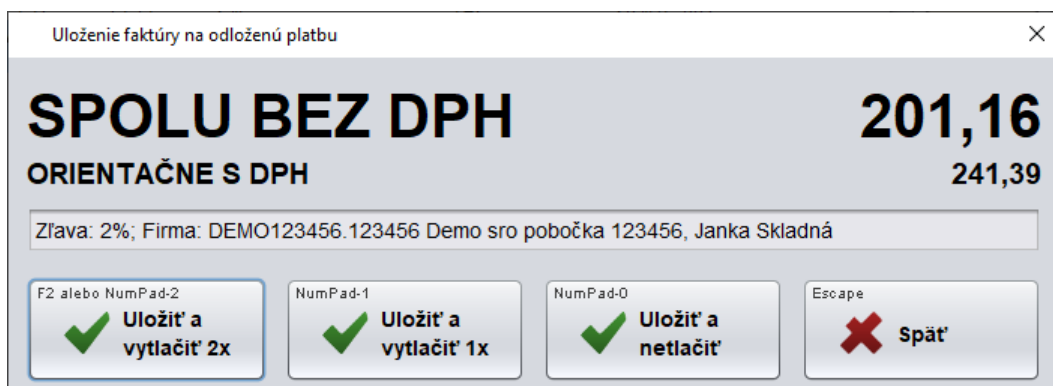 Uloženie faktúry na odloženú platbu
SPOLU BEZ DPH 201,16
ORIENTAČNE S DPH 241,39
Zľava: 2%; Firma: DEMO123456.123456 Demo sro pobočka 123456, Janka Skladná
F2 alebo NumPad-2
Uložiť a
vytlačiť 2x
NumPad-1
Uložiť a
vytlačiť 1x
NumPad-0
Uložiť a
netlačiť
Escape
Späť